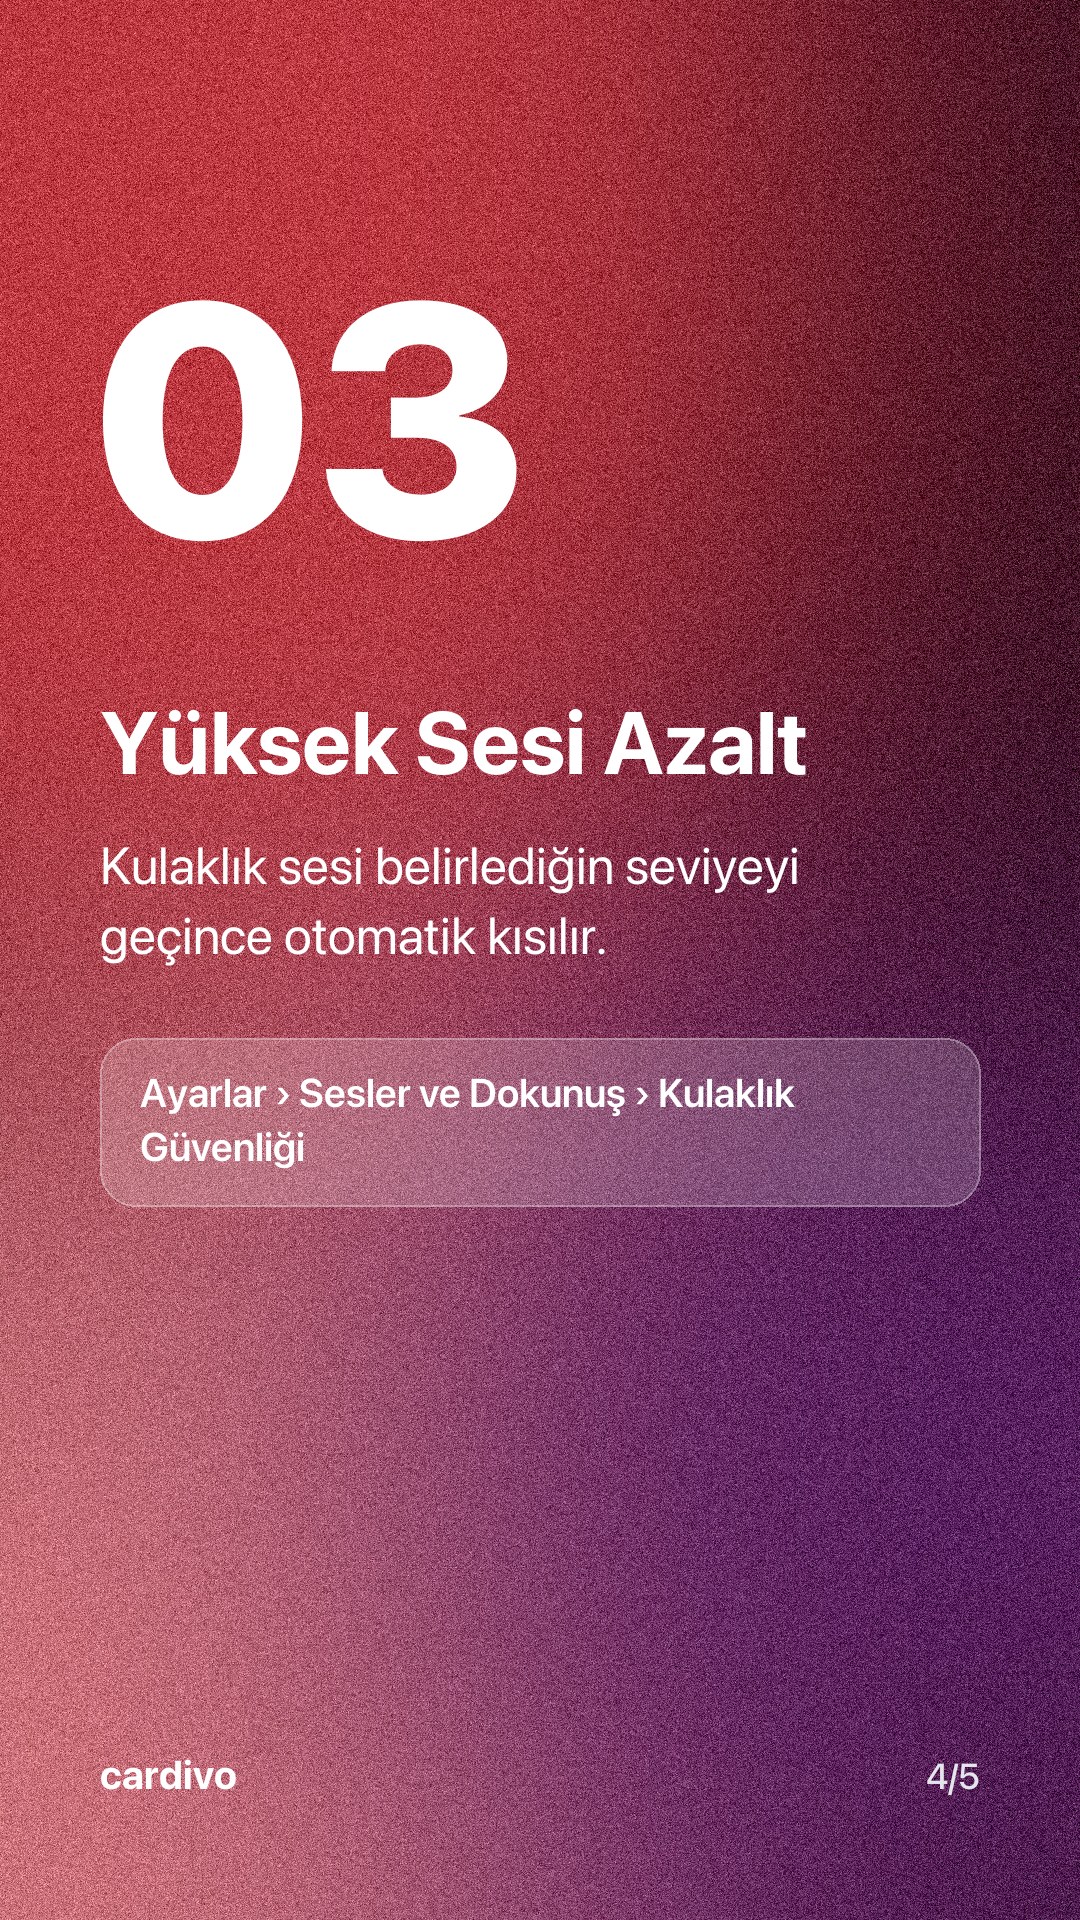 03
Yüksek Sesi Azalt
Kulaklık sesi belirlediğin seviyeyi
geçince otomatik kısılır.
Ayarlar › Sesler ve Dokunuş › Kulaklık
Güvenliği
cardivo
4/5